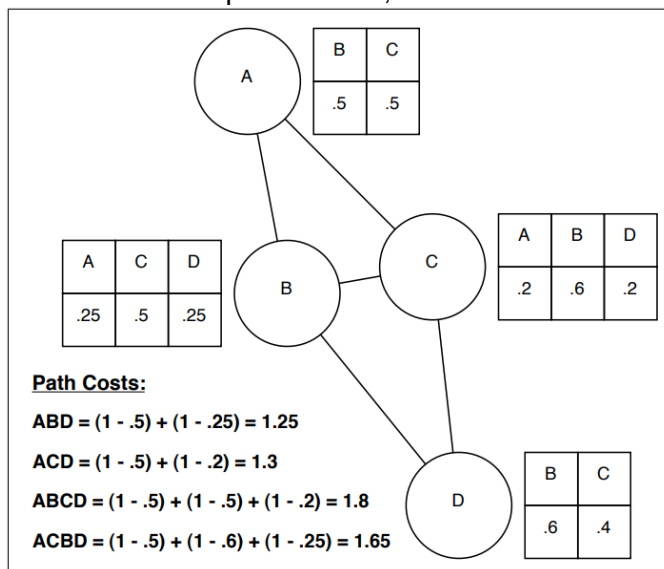 A
B C
.5 .5
A B D
.2 .6 .2
C
A C D
.25 .5 .25
B
Path Costs:
ABD = (1 - .5) + (1 - .25) = 1.25
ACD = (1 - .5) + (1 - .2) = 1.3
ABCD = (1 - .5) + (1 - .5) + (1 - .2) = 1.8
ACBD = (1 - .5) + (1 - .6) + (1 - .25) = 1.65
D
B C
.6 .4